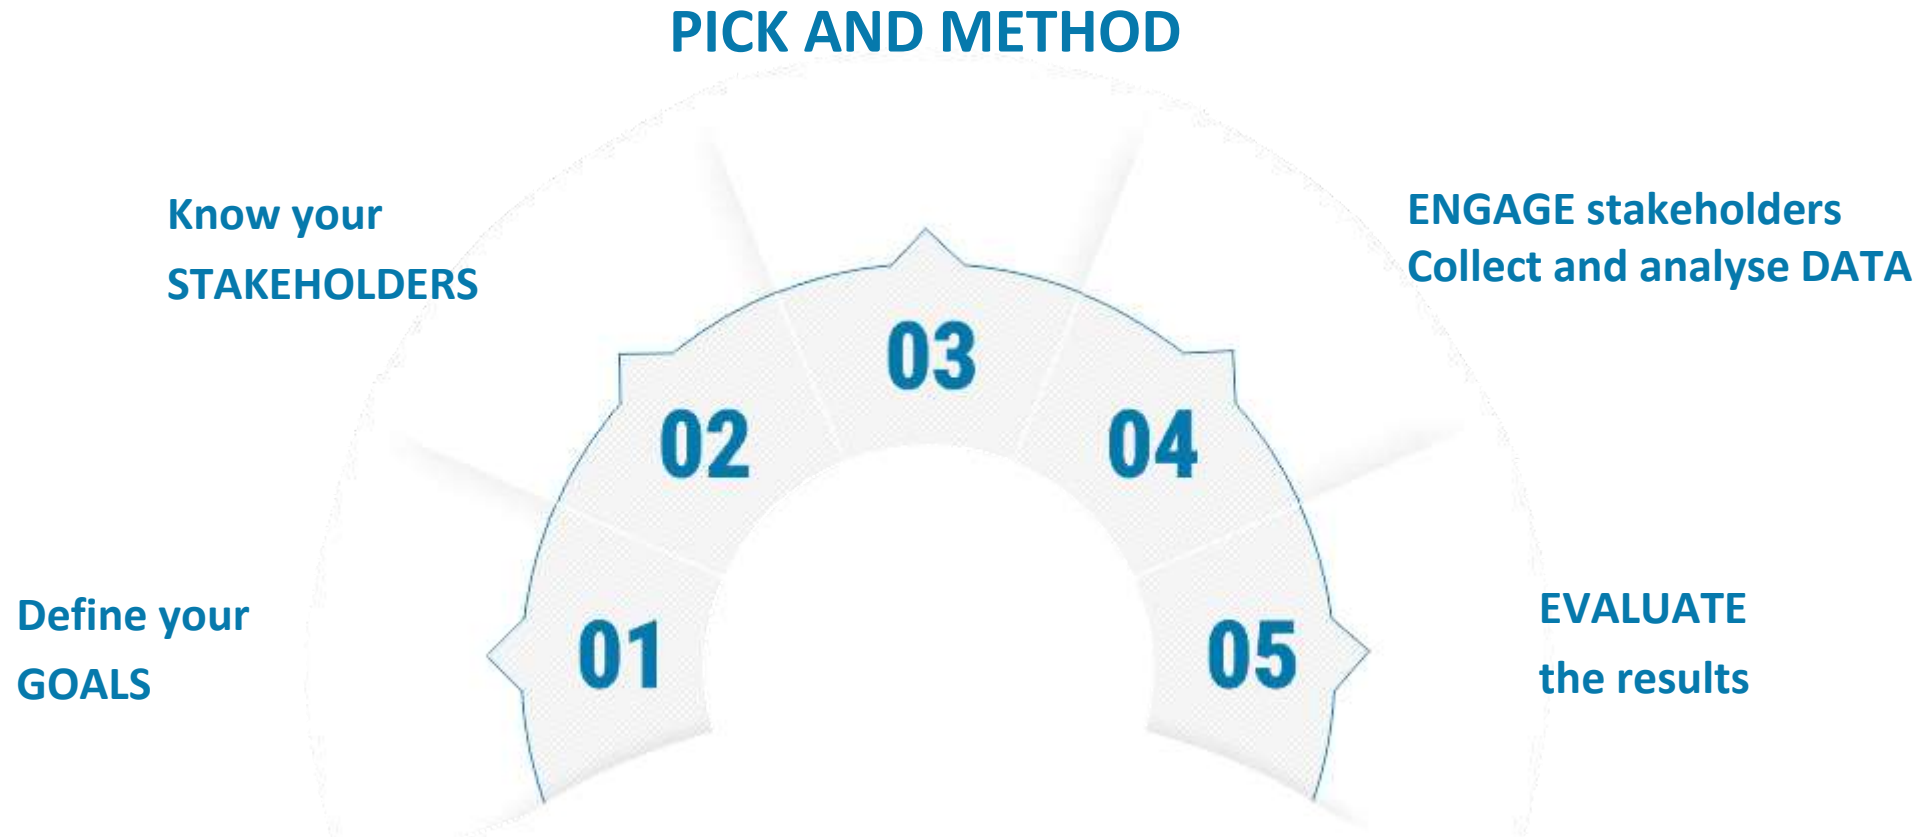 PICK AND METHOD
Know your
STAKEHOLDERS
ENGAGE stakeholders
Collect and analyse DATA
03
02
04
Define your
GOALS
01
05
EVALUATE
the results